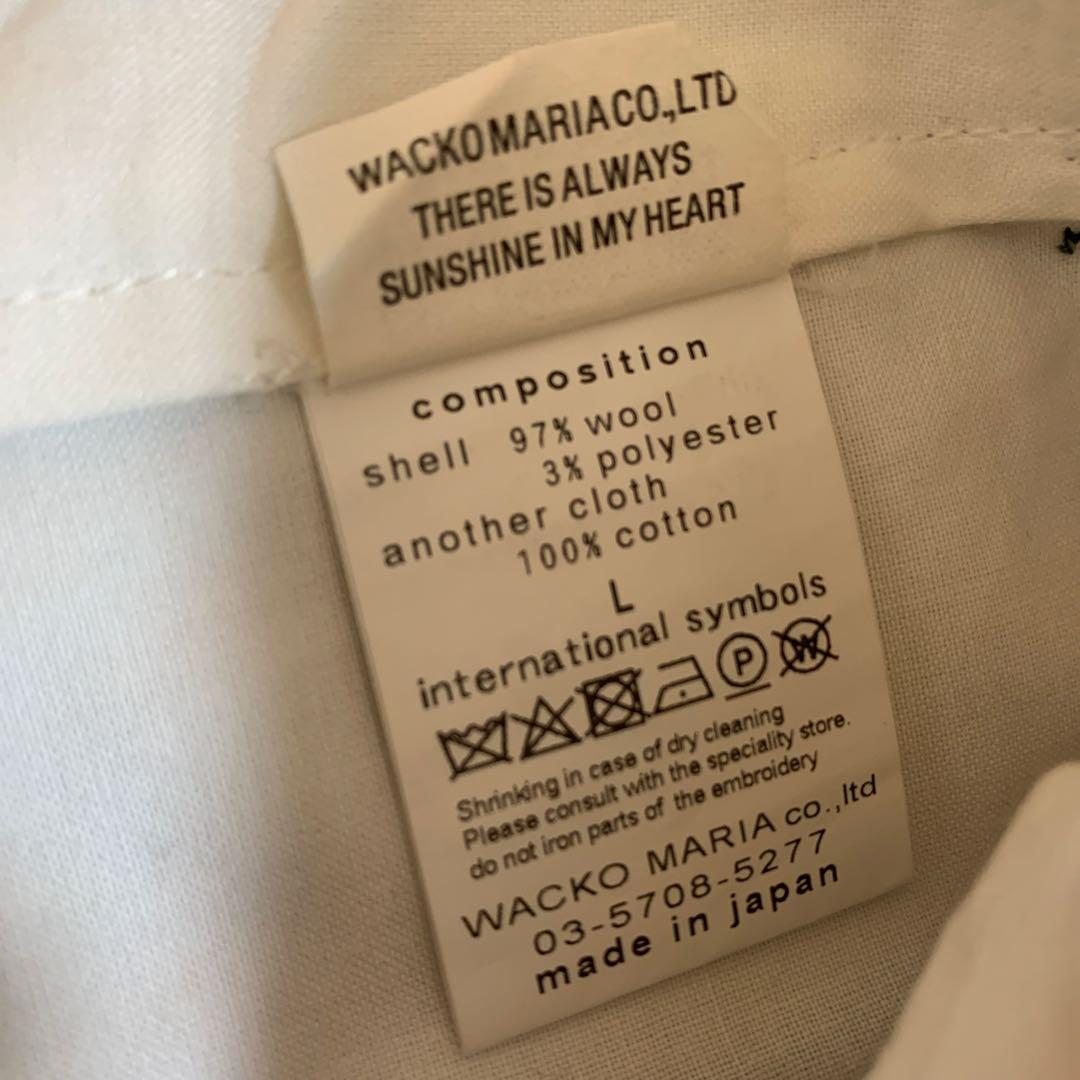 WACKO MARIA CO.,LTD
THERE IS ALWAYS
SUNSHINE IN MY HEART
composition
shell 97% wool
3% polyester
another cloth
100% cotton
L
international symbols
P W
Shrinking in case of dry cleaning
Please consult with the speciality store.
do not iron parts of the embroidery
WACKO MARIA co.,ltd
03-5708-5277
made in japan